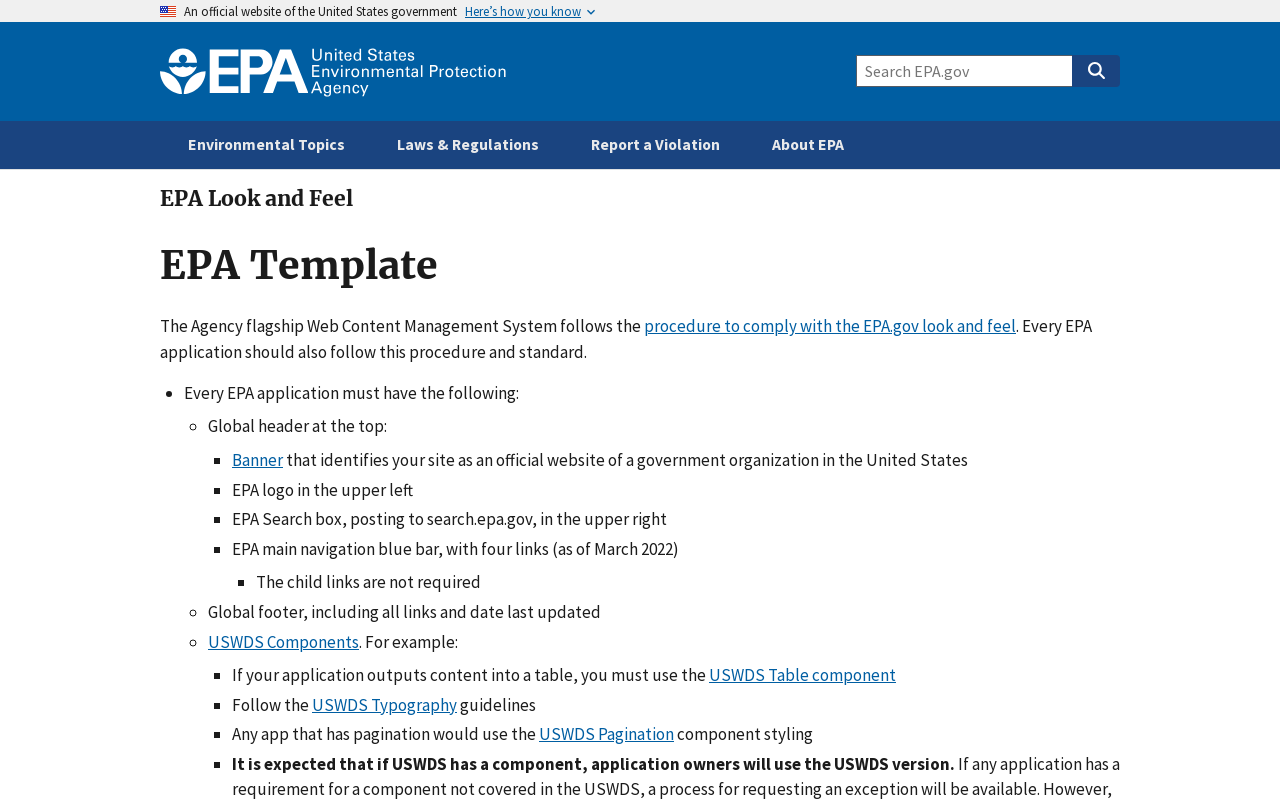 An official website of the United States government Here’s how you know
EPA United States
Environmental Protection
Agency
Search EPA.gov
Environmental Topics Laws & Regulations Report a Violation About EPA
EPA Look and Feel
EPA Template
The Agency flagship Web Content Management System follows the procedure to comply with the EPA.gov look and feel. Every EPA
application should also follow this procedure and standard.
Every EPA application must have the following:
Global header at the top:
Banner that identifies your site as an official website of a government organization in the United States
EPA logo in the upper left
EPA Search box, posting to search.epa.gov, in the upper right
EPA main navigation blue bar, with four links (as of March 2022)
The child links are not required
Global footer, including all links and date last updated
USWDS Components. For example:
If your application outputs content into a table, you must use the USWDS Table component
Follow the USWDS Typography guidelines
Any app that has pagination would use the USWDS Pagination component styling
It is expected that if USWDS has a component, application owners will use the USWDS version. If any application has a
requirement for a component not covered in the USWDS, a process for requesting an exception will be available. However,